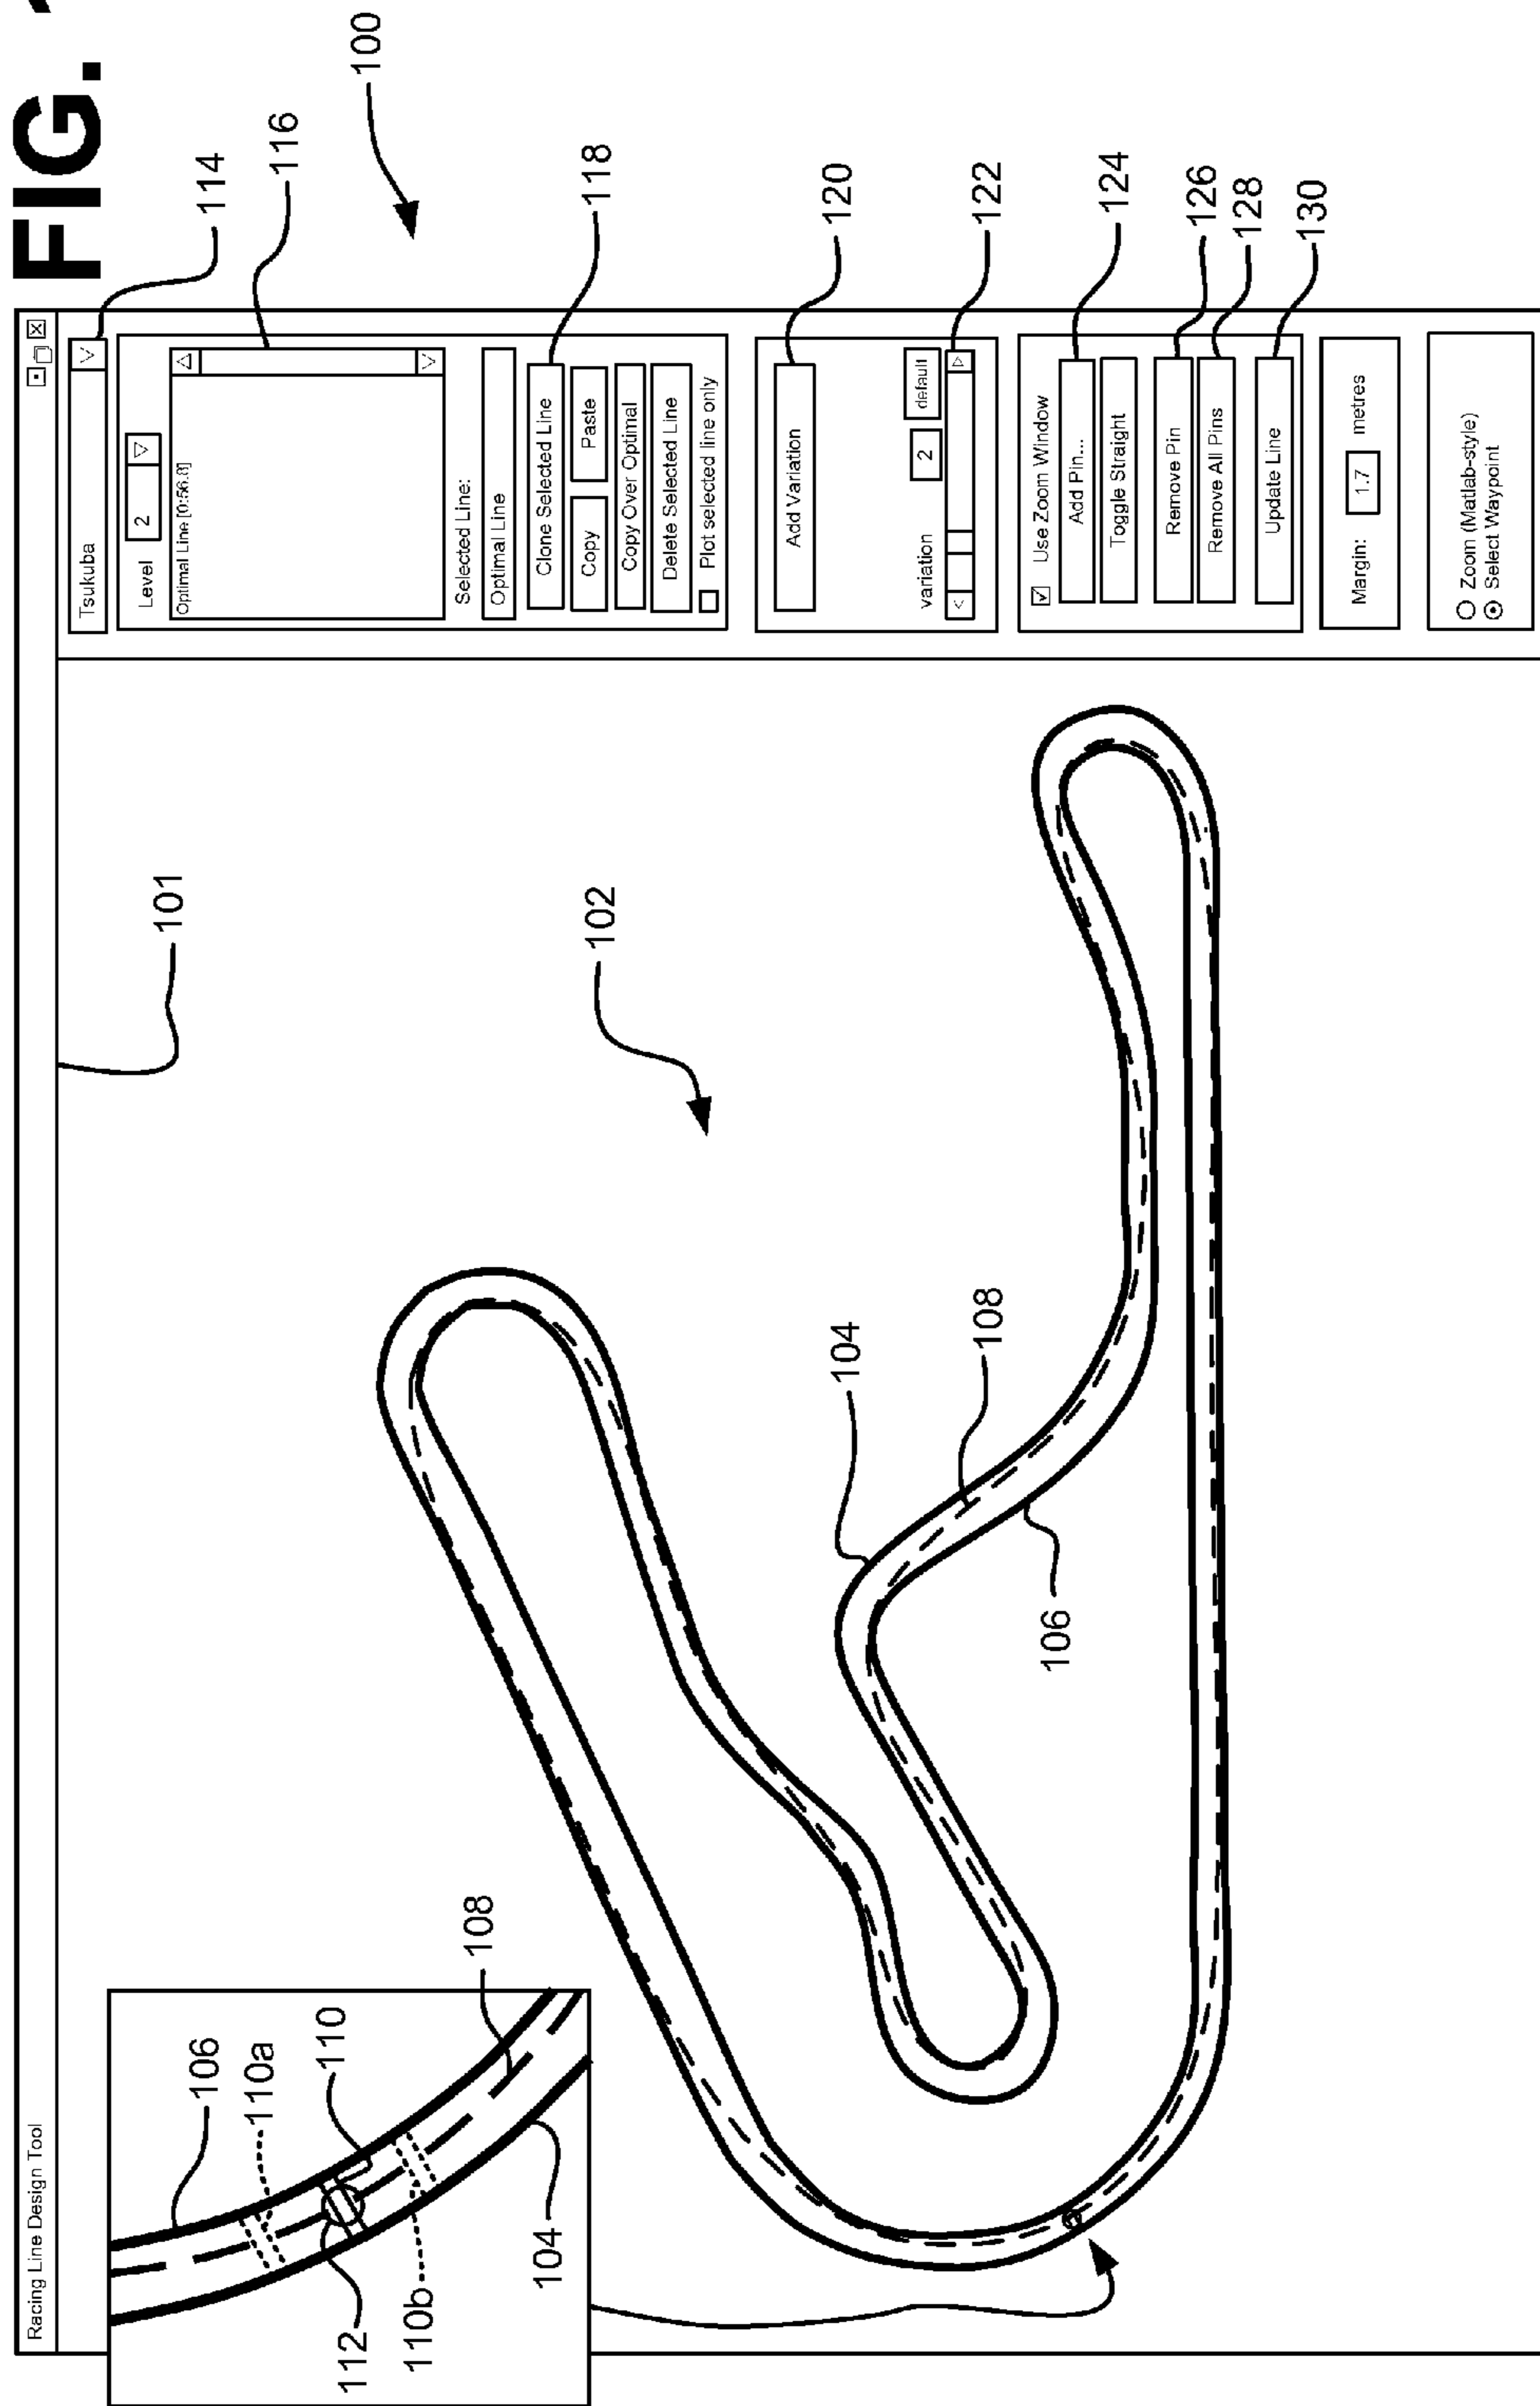 FIG. 1
Racing Line Design Tool
Tsukuba
Level 2
Optimal Line [0:56.8]
Selected Line:
Optimal Line
Clone Selected Line
Copy Paste
Copy Over Optimal
Delete Selected Line
Plot selected line only
Add Variation
variation 2 default
Use Zoom Window
Add Pin...
Toggle Straight
Remove Pin
Remove All Pins
Update Line
Margin: 1.7 metres
Zoom (Matlab-style)
Select Waypoint
100
101
102
104
106
108
106
110a
110
108
112
110b
104
114
116
118
120
122
124
126
128
130